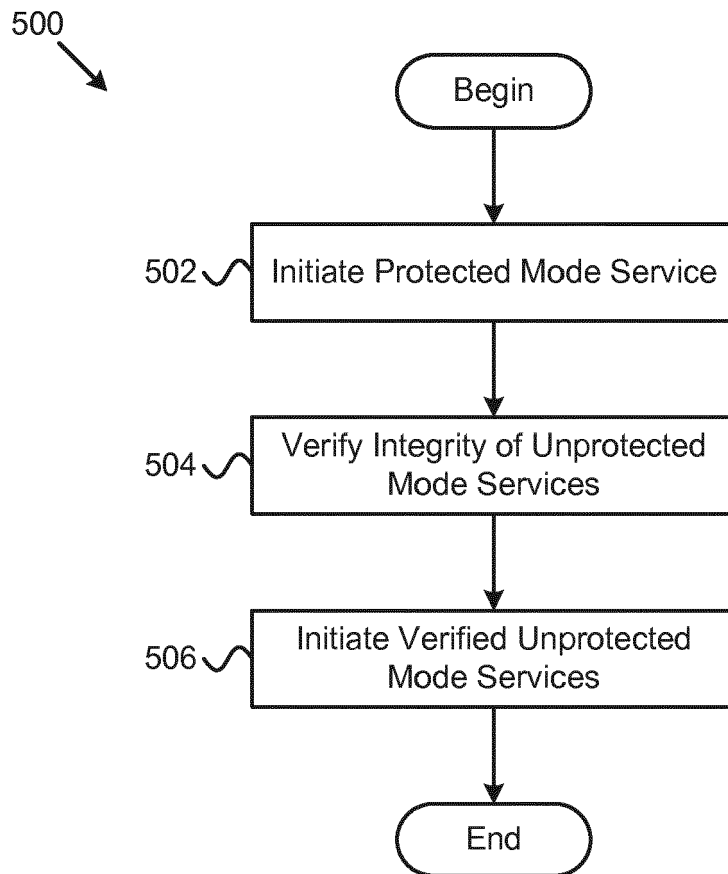 500
Begin
502
Initiate Protected Mode Service
504
Verify Integrity of Unprotected
Mode Services
506
Initiate Verified Unprotected
Mode Services
End